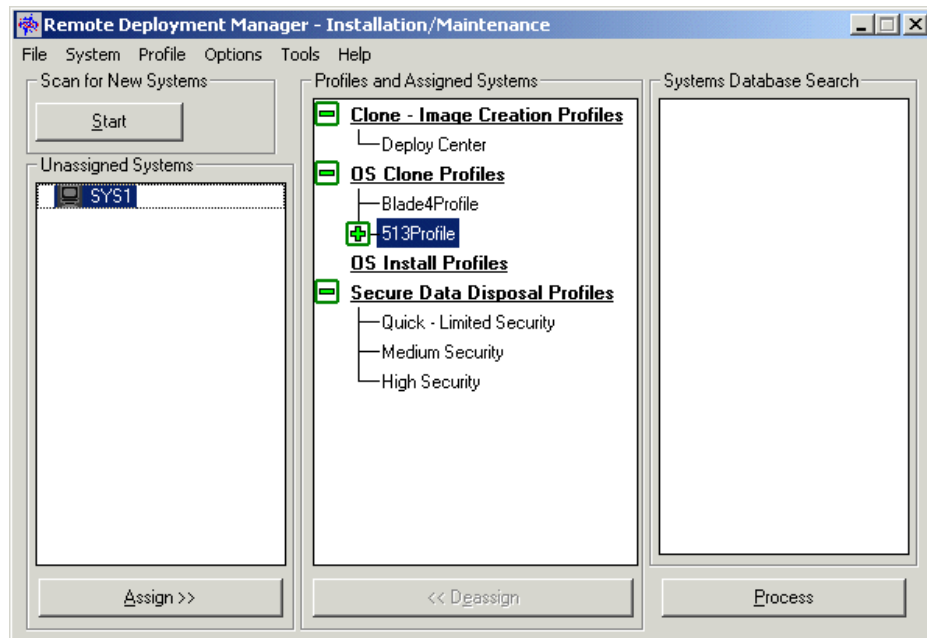 Remote Deployment Manager - Installation/Maintenance
File System Profile Options Tools Help
Scan for New Systems
Start
Unassigned Systems
SYS1
Assign >>
Profiles and Assigned Systems
Clone - Image Creation Profiles
Deploy Center
OS Clone Profiles
Blade4Profile
513Profile
OS Install Profiles
Secure Data Disposal Profiles
Quick - Limited Security
Medium Security
High Security
<< Deassign
Systems Database Search
Process